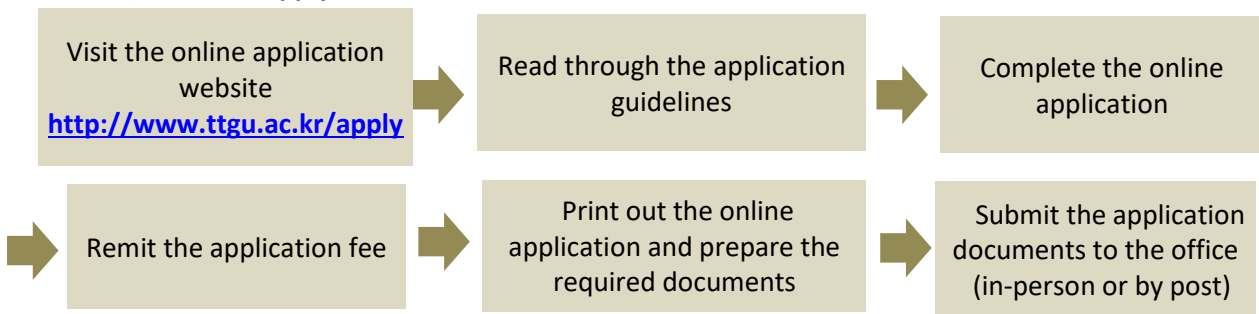 Visit the online application
website
http://www.ttgu.ac.kr/apply
Read through the application
guidelines
Complete the online
application
Remit the application fee
Print out the online
application and prepare the
required documents
Submit the application
documents to the office
(in-person or by post)